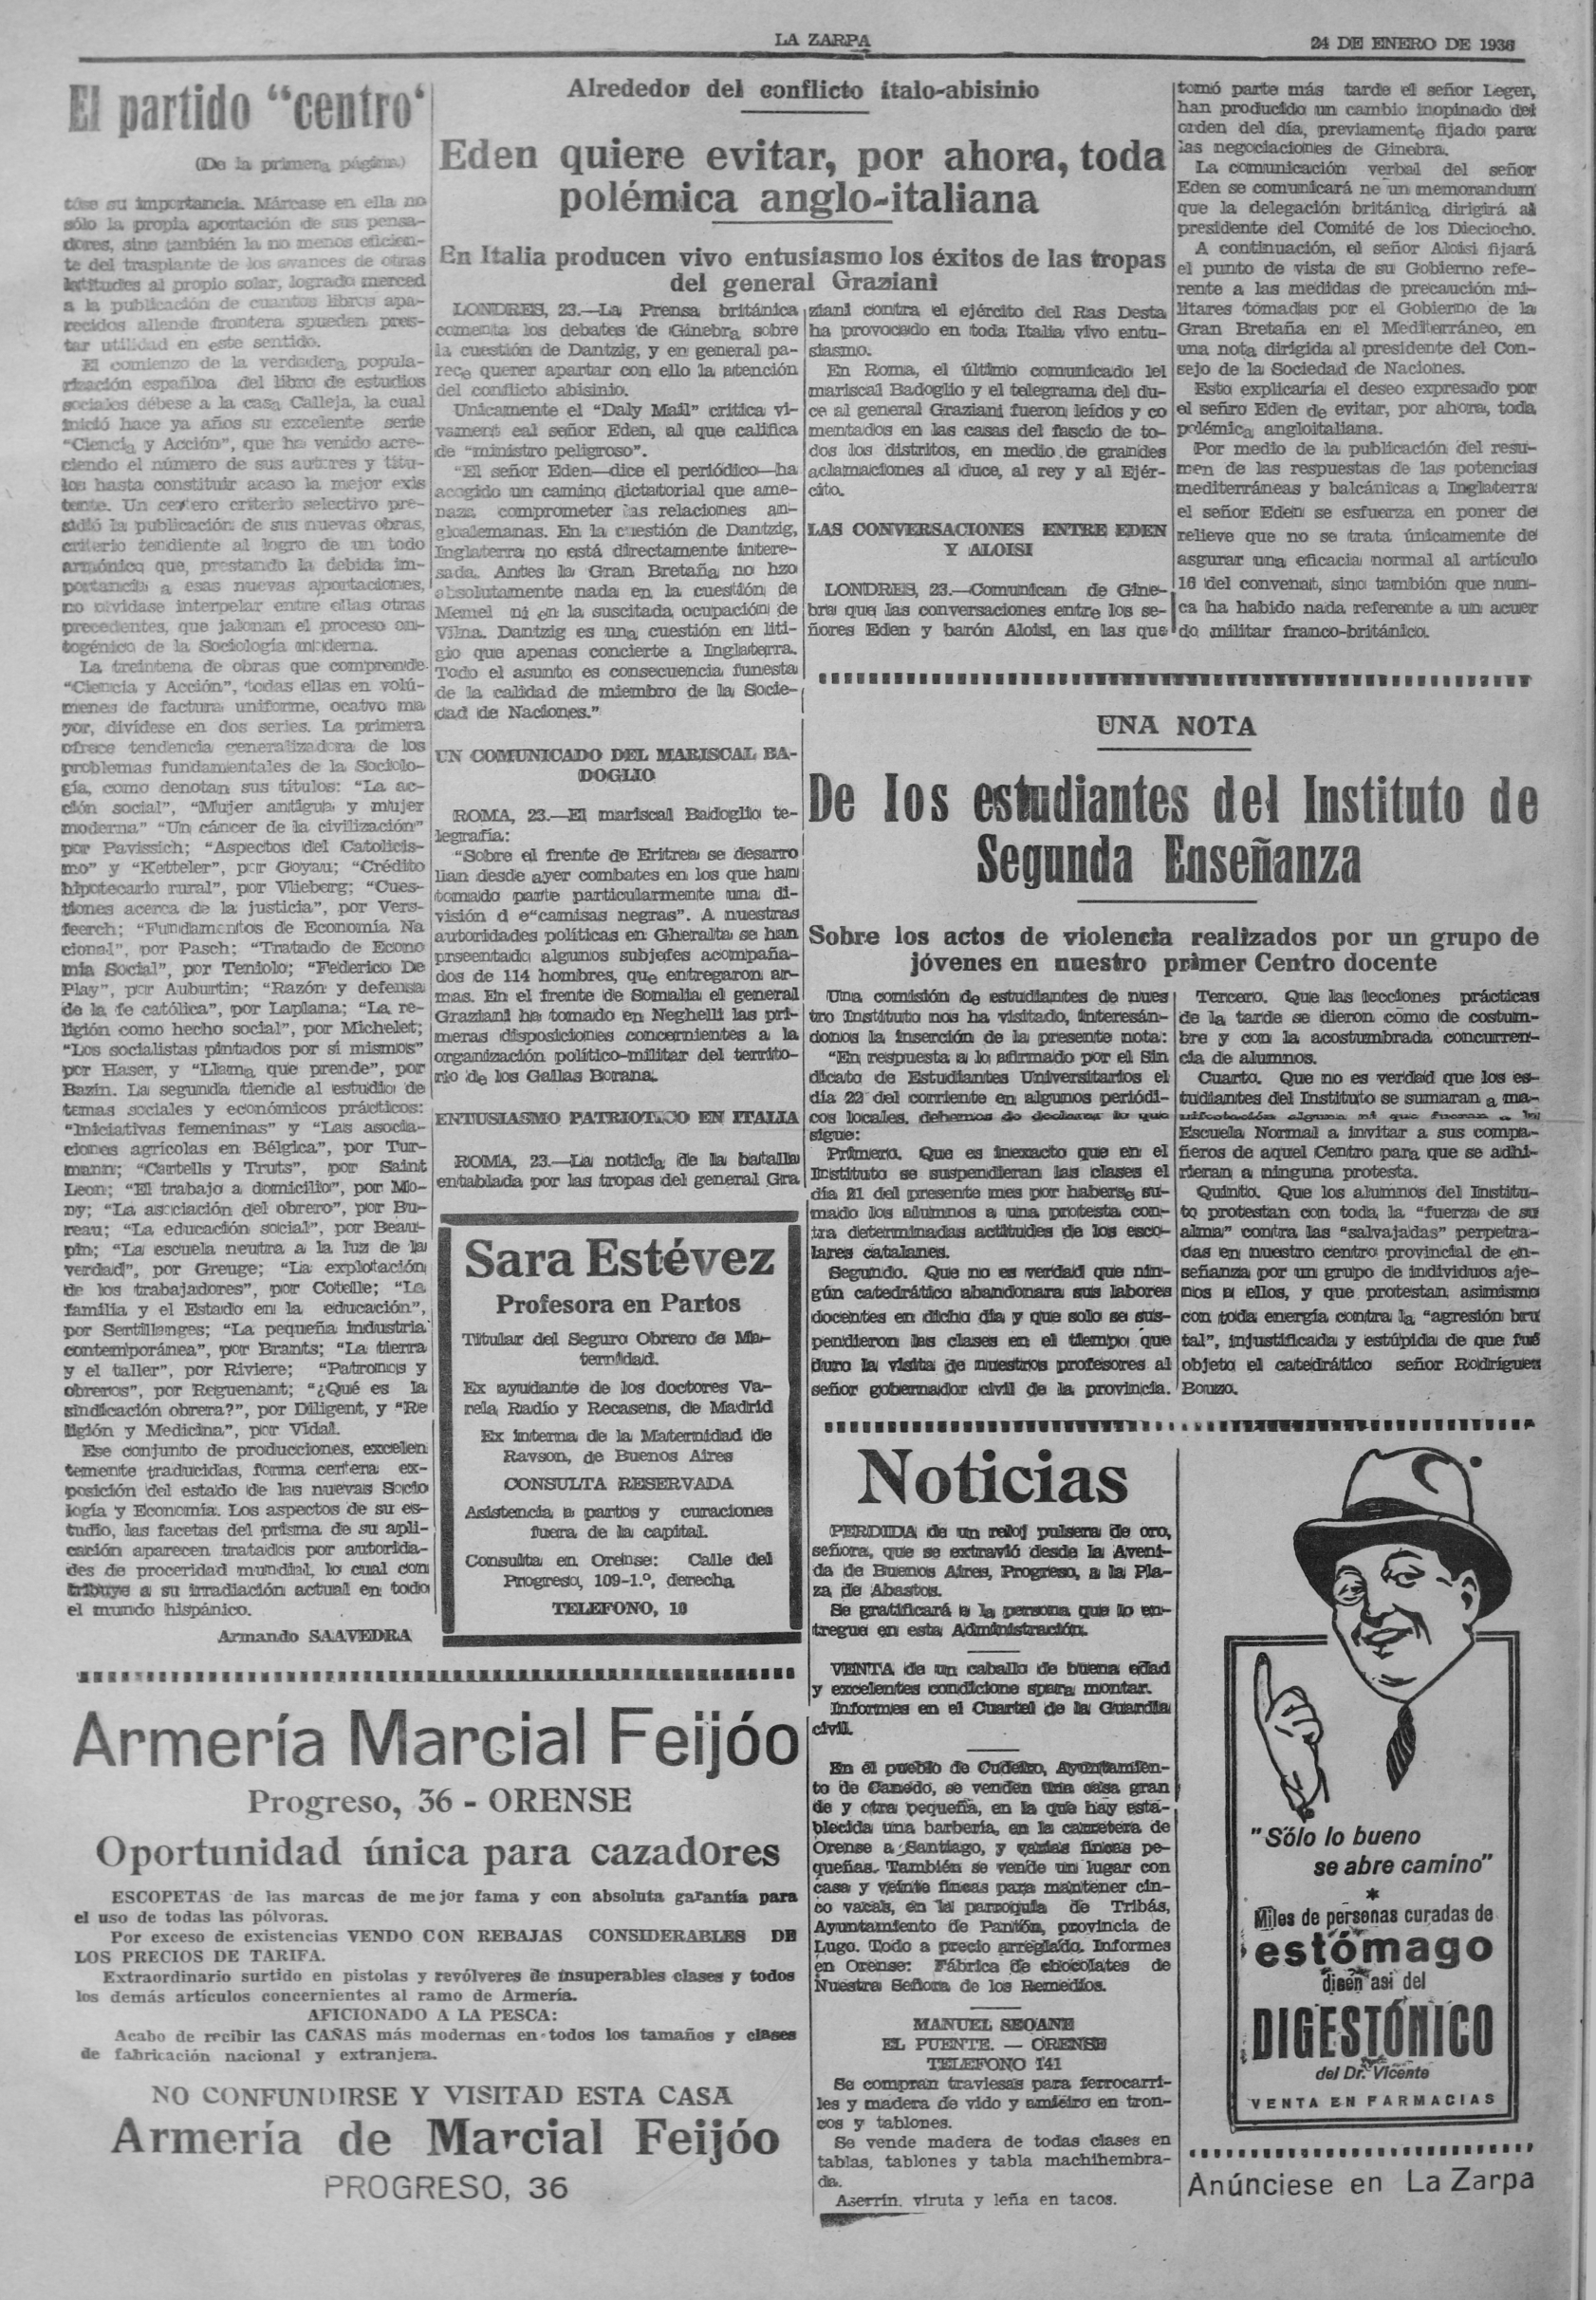 LA ZARPA
24 DE ENERO DE 1936
El partido "centro"
(De la primera página)
tóse su importancia. Márcase en ella no
sólo la propia aportación de sus pensa-
dores, sino también la no menos eficien-
te del trasplante de los avances de otras
latitudes al propio solar, logrado merced
a la publicación de cuantos libros apa-
recidos allende frontera spueden pres-
tar utilidad en este sentido.
El comienzo de la verdadera popula-
rización españloa del libro de estudios
sociales débese a la casa Calleja, la cual
inició hace ya años su excelente serie
"Ciencia y Acción", que ha venido acre-
ciendo el número de sus autores y títu-
los hasta constituir acaso la mejor exis
tente. Un certero criterio selectivo pre-
sidió la publicación de sus nuevas obras,
criterio tendiente al logro de un todo
armónico que, prestando la debida im-
portancia a esas nuevas aportaciones,
no olvidase interpelar entre ellas otras
precedentes, que jalonan el proceso on-
togénico de la Sociología moderna.
La treintena de obras que comprende
"Ciencia y Acción", todas ellas en volú-
menes de factura uniforme, ocativo ma
yor, divídese en dos series. La primera
ofrece tendencia generalizadora de los
problemas fundamentales de la Sociolo-
gía, como denotan sus títulos: "La ac-
ción social", "Mujer antigua y mujer
moderna" "Un cáncer de la civilización"
por Pavissich; "Aspectos del Catolicis-
mo" y "Ketteler", por Goyau; "Crédito
hipotecario rural", por Vlieberg; "Cues-
tiones acerca de la justicia", por Vers-
feerch; "Fundamentos de Economía Na
cional", por Pasch; "Tratado de Econo
mía Social", por Teniolo; "Federico De
Play", por Auburtin; "Razón y defensa
de la fe católica", por Laplana; "La re-
ligión como hecho social", por Michelet;
"Los socialistas pintados por sí mismos"
por Haser, y "Llama que prende", por
Bazín. La segunda tiende al estudio de
temas sociales y económicos prácticos:
"Iniciativas femeninas" y "Las asocia-
ciones agrícolas en Bélgica", por Tur-
mann; "Cartells y Truts", por Saint
Leon; "El trabajo a domicilio", por Mo-
ny; "La asociación del obrero", por Bu-
reau; "La educación social", por Beau-
pin; "La escuela neutra a la luz de la
verdad", por Greuge; "La explotación
de los trabajadores", por Cotelle; "La
familia y el Estado en la educación",
por Sertillenges; "La pequeña industria
contemporánea", por Brants; "La tierra
y el taller", por Riviere; "Patronos y
obreros", por Reguenant; "¿Qué es la
sindicación obrera?", por Diligent, y "Re
ligión y Medicina", por Vidal.
Ese conjunto de producciones, excelen
temente traducidas, forma certera ex-
posición del estado de las nuevas Socio
logía y Economía. Los aspectos de su es-
tudio, las facetas del prisma de su apli-
cación aparecen tratados por autorida-
des de proceridad mundial, lo cual con
tribuye a su irradiación actual en todo
el mundo hispánico.
Armando SAAVEDRA
Alrededor del conflicto italo-abisinio
Eden quiere evitar, por ahora, toda
polémica anglo-italiana
En Italia producen vivo entusiasmo los éxitos de las tropas
del general Graziani
LONDRES, 23.—La Prensa británica
comenta los debates de Ginebra sobre
la cuestión de Dantzig, y en general pa-
rece querer apartar con ello la atención
del conflicto abisinio.
Unicamente el "Daly Mail" critica vi-
vament eal señor Eden, al que califica
de "ministro peligroso".
"El señor Eden—dice el periódico—ha
acogido un camino dictatorial que ame-
naza comprometer las relaciones an-
gloalemanas. En la cuestión de Dantzig,
Inglaterra no está directamente intere-
sada. Antes la Gran Bretaña no hzo
absolutamente nada en la cuestión de
Memel ni en la suscitada ocupación de
Vilna. Dantzig es una cuestión en liti-
gio que apenas concierte a Inglaterra.
Todo el asunto es consecuencia funesta
de la calidad de miembro de la Socie-
dad de Naciones."
UN COMUNICADO DEL MARISCAL BA-
DOGLIO
ROMA, 23.—El mariscal Badoglio te-
legrafía:
"Sobre el frente de Eritrea se desarro
llan desde ayer combates en los que han
tomado parte particularmente una di-
visión d e"camisas negras". A nuestras
autoridades políticas en Gheralta se han
prseentado algunos subjefes acompaña-
dos de 114 hombres, que entregaron ar-
mas. En el frente de Somalia el general
Graziani ha tomado en Neghelli las pri-
meras disposiciones concernientes a la
organización político-militar del territo-
rio de los Gallas Borana.
ENTUSIASMO PATRIOTICO EN ITALIA
ROMA, 23.—La noticia de la batalla
entablada por las tropas del general Gra
ziani contra el ejército del Ras Desta
ha provocado en toda Italia vivo entu-
siasmo.
En Roma, el último comunicado lel
mariscal Badoglio y el telegrama del du-
ce al general Graziani fueron leídos y co
mentados en las casas del fascio de to-
dos los distritos, en medio de grandes
aclamaciones al duce, al rey y al Ejér-
cito.
LAS CONVERSACIONES ENTRE EDEN
Y ALOISI
LONDRES, 23.—Comunican de Gine-
bra que las conversaciones entre los se-
ñores Eden y barón Aloisi, en las que
tomó parte más tarde el señor Leger,
han producido un cambio inopinado del
orden del día, previamente fijado para
las negociaciones de Ginebra.
La comunicación verbal del señor
Eden se comunicará ne un memorandum
que la delegación británica dirigirá al
presidente del Comité de los Dieciocho.
A continuación, el señor Aloisi fijará
el punto de vista de su Gobierno refe-
rente a las medidas de precaución mi-
litares tomadas por el Gobierno de la
Gran Bretaña en el Mediterráneo, en
una nota dirigida al presidente del Con-
sejo de la Sociedad de Naciones.
Esto explicaría el deseo expresado por
el señro Eden de evitar, por ahora, toda
polémica angloitaliana.
Por medio de la publicación del resu-
men de las respuestas de las potencias
mediterráneas y balcánicas a Inglaterra
el señor Eden se esfuerza en poner de
relieve que no se trata únicamente de
asgurar una eficacia normal al artículo
16 del convenat, sino también que nun-
ca ha habido nada referente a un acuer
do militar franco-británico.
UNA NOTA
De los estudiantes del Instituto de
Segunda Enseñanza
Sobre los actos de violencia realizados por un grupo de
jóvenes en nuestro primer Centro docente
Una comisión de estudiantes de nues
tro Instituto nos ha visitado, interesán-
donos la inserción de la presente nota:
"En respuesta a lo afirmado por el Sin
dicato de Estudiantes Universitarios el
día 22 del corriente en algunos periódi-
cos locales, debemos de declarar lo que
sigue:
Primero. Que es inexacto que en el
Instituto se suspendieran las clases el
día 21 del presente mes por haberse su-
mado los alumnos a una protesta con-
tra determinadas actitudes de los esco-
lares catalanes.
Segundo. Que no es verdad que nin-
gún catedrático abandonara sus labores
docentes en dicho día y que solo se sus-
pendieron las clases en el tiempo que
duro la visita de nuestros profesores al
señor gobernador civil de la provincia.
Tercero. Que las lecciones prácticas
de la tarde se dieron como de costum-
bre y con la acostumbrada concurren-
cia de alumnos.
Cuarto. Que no es verdad que los es-
tudiantes del Instituto se sumaran a ma-
nifestación alguna ni que fueran a la
Escuela Normal a invitar a sus compa-
ñeros de aquel Centro para que se adhi-
rieran a ninguna protesta.
Quinto. Que los alumnos del Institu-
to protestan con toda, la "fuerza de su
alma" contra las "salvajadas" perpetra-
das en nuestro centro provincial de en-
señanza por un grupo de individuos aje-
nos a ellos, y que protestan asimismo
con toda energía contra la "agresión bru
tal", injustificada y estúpida de que fué
objeto el catedrático señor Rodríguez
Bouzo.
Sara Estévez
Profesora en Partos
Titular del Seguro Obrero de Ma-
ternidad.
Ex ayudante de los doctores Va-
rela Radío y Recasens, de Madrid
Ex interna de la Maternidad de
Ravson, de Buenos Aires
CONSULTA RESERVADA
Asistencia a partos y curaciones
fuera de la capital.
Consulta en Orense: Calle del
Progreso, 109-1.º, derecha
TELEFONO, 10
Armería Marcial Feijóo
Progreso, 36 - ORENSE
Oportunidad única para cazadores
ESCOPETAS de las marcas de mejor fama y con absoluta garantía para
el uso de todas las pólvoras.
Por exceso de existencias VENDO CON REBAJAS CONSIDERABLES DE
LOS PRECIOS DE TARIFA.
Extraordinario surtido en pistolas y revólveres de insuperables clases y todos
los demás artículos concernientes al ramo de Armería.
AFICIONADO A LA PESCA:
Acabo de recibir las CAÑAS más modernas en todos los tamaños y clases
de fabricación nacional y extranjera.
NO CONFUNDIRSE Y VISITAD ESTA CASA
Armería de Marcial Feijóo
PROGRESO, 36
Noticias
PERDIDA de un reloj pulsera de oro,
señora, que se extravió desde la Aveni-
da de Buenos Aires, Progreso, a la Pla-
za de Abastos.
Se gratificará a la persona que lo en-
tregue en esta Administración.
VENTA de un caballo de buena edad
y excelentes condicione spara montar.
Informes en el Cuartel de la Guardia
civil.
En el pueblo de Cudeiro, Ayuntamien-
to de Canedo, se venden una casa gran
de y otra pequeña, en la que hay esta-
blecida una barbería, en la carretera de
Orense a Santiago, y varias fincas pe-
queñas. También se vende un lugar con
casa y veinte fincas para mantener cin-
co vacas, en la parroquia de Tribás,
Ayuntamiento de Pantón, provincia de
Lugo. Todo a precio arreglado. Informes
en Orense: Fábrica de chocolates de
Nuestra Señora de los Remedios.
MANUEL SEOANE
EL PUENTE. — ORENSE
TELEFONO 141
Se compran traviesas para ferrocarri-
les y madera de vido y amieiro en tron-
cos y tablones.
Se vende madera de todas clases en
tablas, tablones y tabla machihembra-
da.
Aserrín, viruta y leña en tacos.
"Sólo lo bueno
se abre camino"
Miles de personas curadas de
estómago
dicen así del
DIGESTÓNICO
del Dr. Vicente
VENTA EN FARMACIAS
Anúnciese en La Zarpa